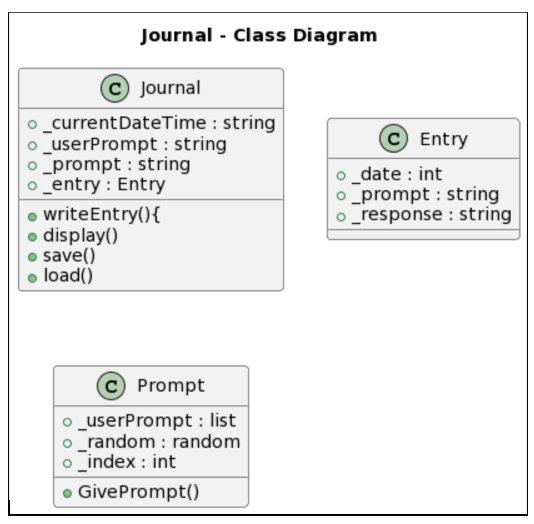 Journal - Class Diagram
C Journal
_currentDateTime : string
_userPrompt : string
_prompt : string
_entry : Entry
writeEntry(){
display()
save()
load()
C Entry
_date : int
_prompt : string
_response : string
C Prompt
_userPrompt : list
_random : random
_index : int
GivePrompt()